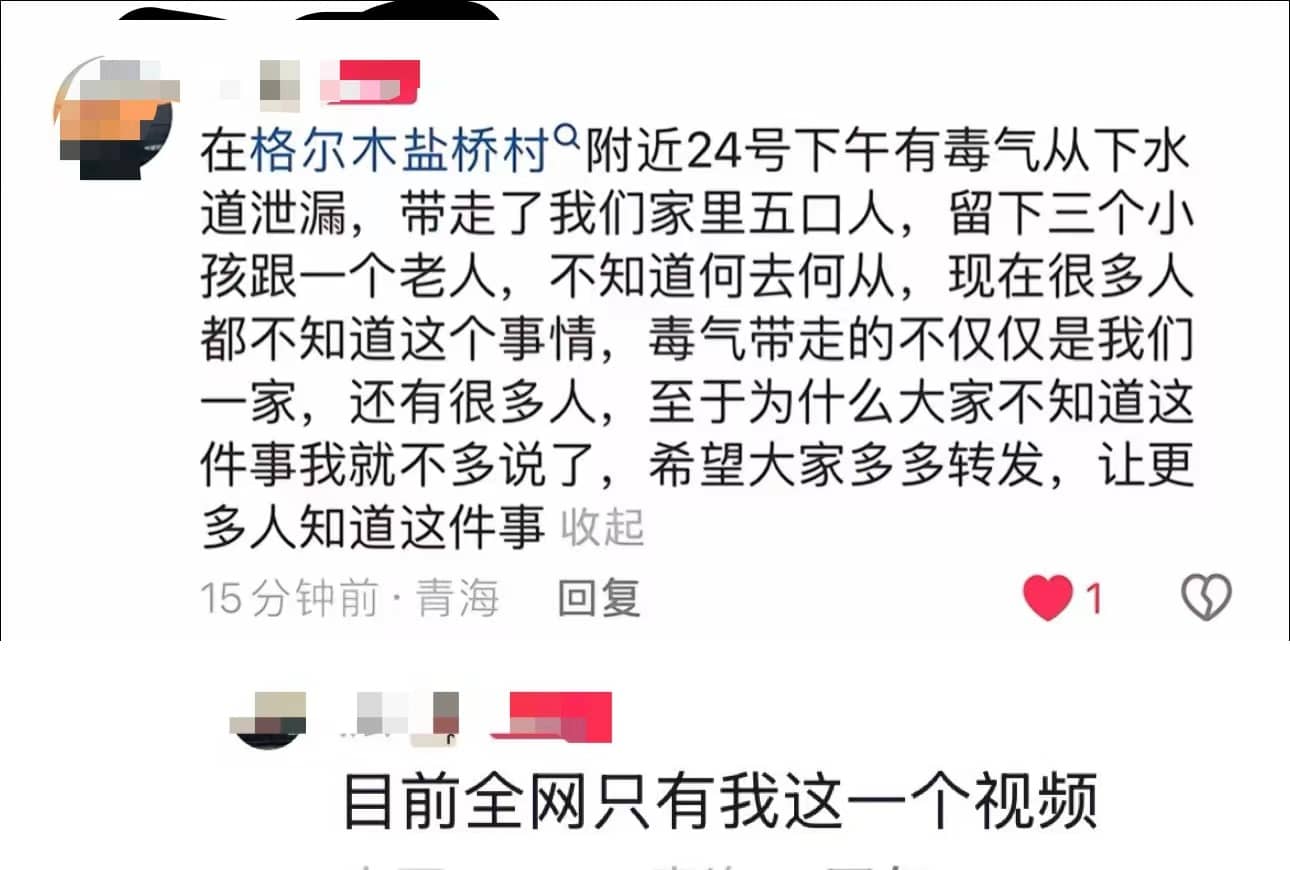 在格尔木盐桥村附近24号下午有毒气从下水
道泄漏，带走了我们家里五口人，留下三个小
孩跟一个老人，不知道何去何从，现在很多人
都不知道这个事情，毒气带走的不仅仅是我们
一家，还有很多人，至于为什么大家不知道这
件事我就不多说了，希望大家多多转发，让更
多人知道这件事 收起
15分钟前·青海 回复 1
目前全网只有我这一个视频